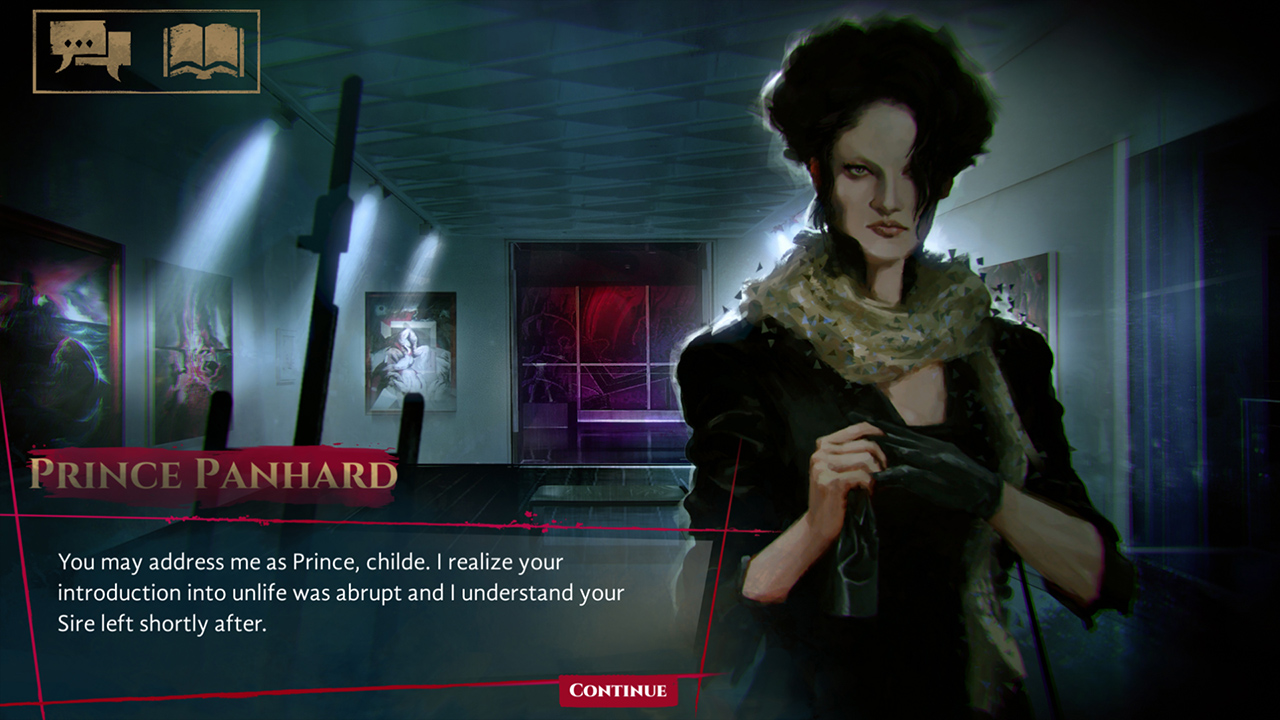 PRINCE PANHARD
You may address me as Prince, childe. I realize your
introduction into unlife was abrupt and I understand your
Sire left shortly after.
CONTINUE